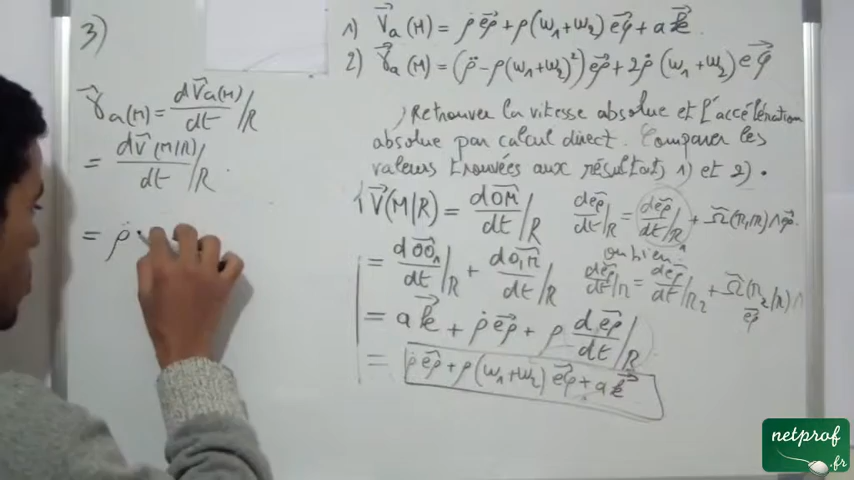 3)
γ⃗a(M) = dV⃗a(M)/dt /R
= dV⃗(M/R)/dt /R
= ρ̈
1) V⃗a(M) = ρ̇ e⃗ρ + ρ(ω₁+ω₂) e⃗φ + a k⃗.
2) γ⃗a(M) = (ρ̈ - ρ(ω₁+ω₂)²) e⃗ρ + 2ρ̇ (ω₁+ω₂) e⃗φ
) Retrouver la vitesse absolue et l'accélération
absolue par calcul direct. Comparer les
valeurs trouvées aux résultats 1) et 2).
V⃗(M/R) = dOM⃗/dt /R
= dOO₁⃗/dt /R + dO₁M⃗/dt /R
= a k⃗ + ρ̇ e⃗ρ + ρ de⃗ρ/dt /R
= ρ̇ e⃗ρ + ρ(ω₁+ω₂) e⃗φ + a k⃗
de⃗ρ/dt /R = de⃗ρ/dt /R₁ + Ω⃗(R₁/R) ∧ e⃗ρ
ou bien.
de⃗ρ/dt /R = de⃗ρ/dt /R₂ + Ω⃗(R₂/R) ∧
e⃗ρ
netprof
.fr